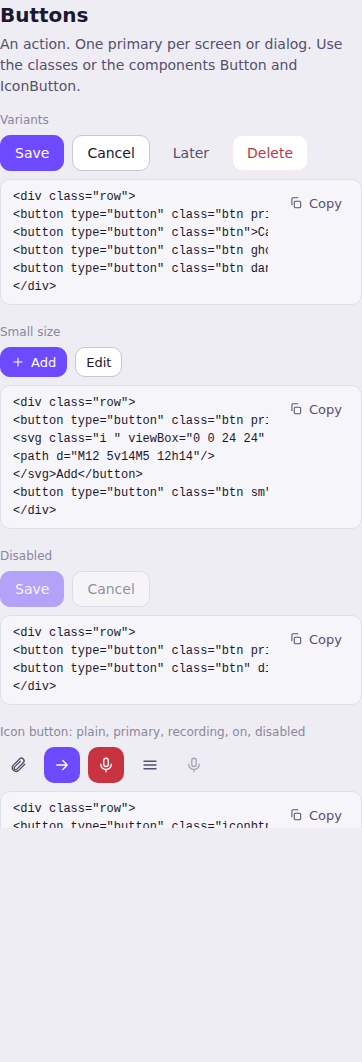 Buttons
An action. One primary per screen or dialog. Use
the classes or the components Button and
IconButton.
Variants
Save Cancel Later Delete
<div class="row">
<button type="button" class="btn pri
<button type="button" class="btn">Ca
<button type="button" class="btn gho
<button type="button" class="btn dan
</div>
Copy
Small size
Add Edit
<div class="row">
<button type="button" class="btn pri
<svg class="i " viewBox="0 0 24 24"
<path d="M12 5v14M5 12h14"/>
</svg>Add</button>
<button type="button" class="btn sm"
</div>
Copy
Disabled
Save Cancel
<div class="row">
<button type="button" class="btn pri
<button type="button" class="btn" di
</div>
Copy
Icon button: plain, primary, recording, on, disabled
<div class="row">
<button type="button" class="iconbtn
Copy